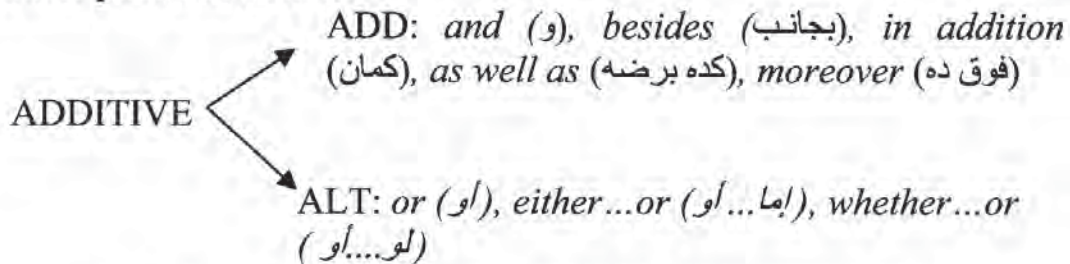 ADD: and (و), besides (بجانب), in addition
(كمان), as well as (كده برضه), moreover (فوق ده)
ADDITIVE
ALT: or (أو), either...or (إما...أو), whether...or
(لو....أو)